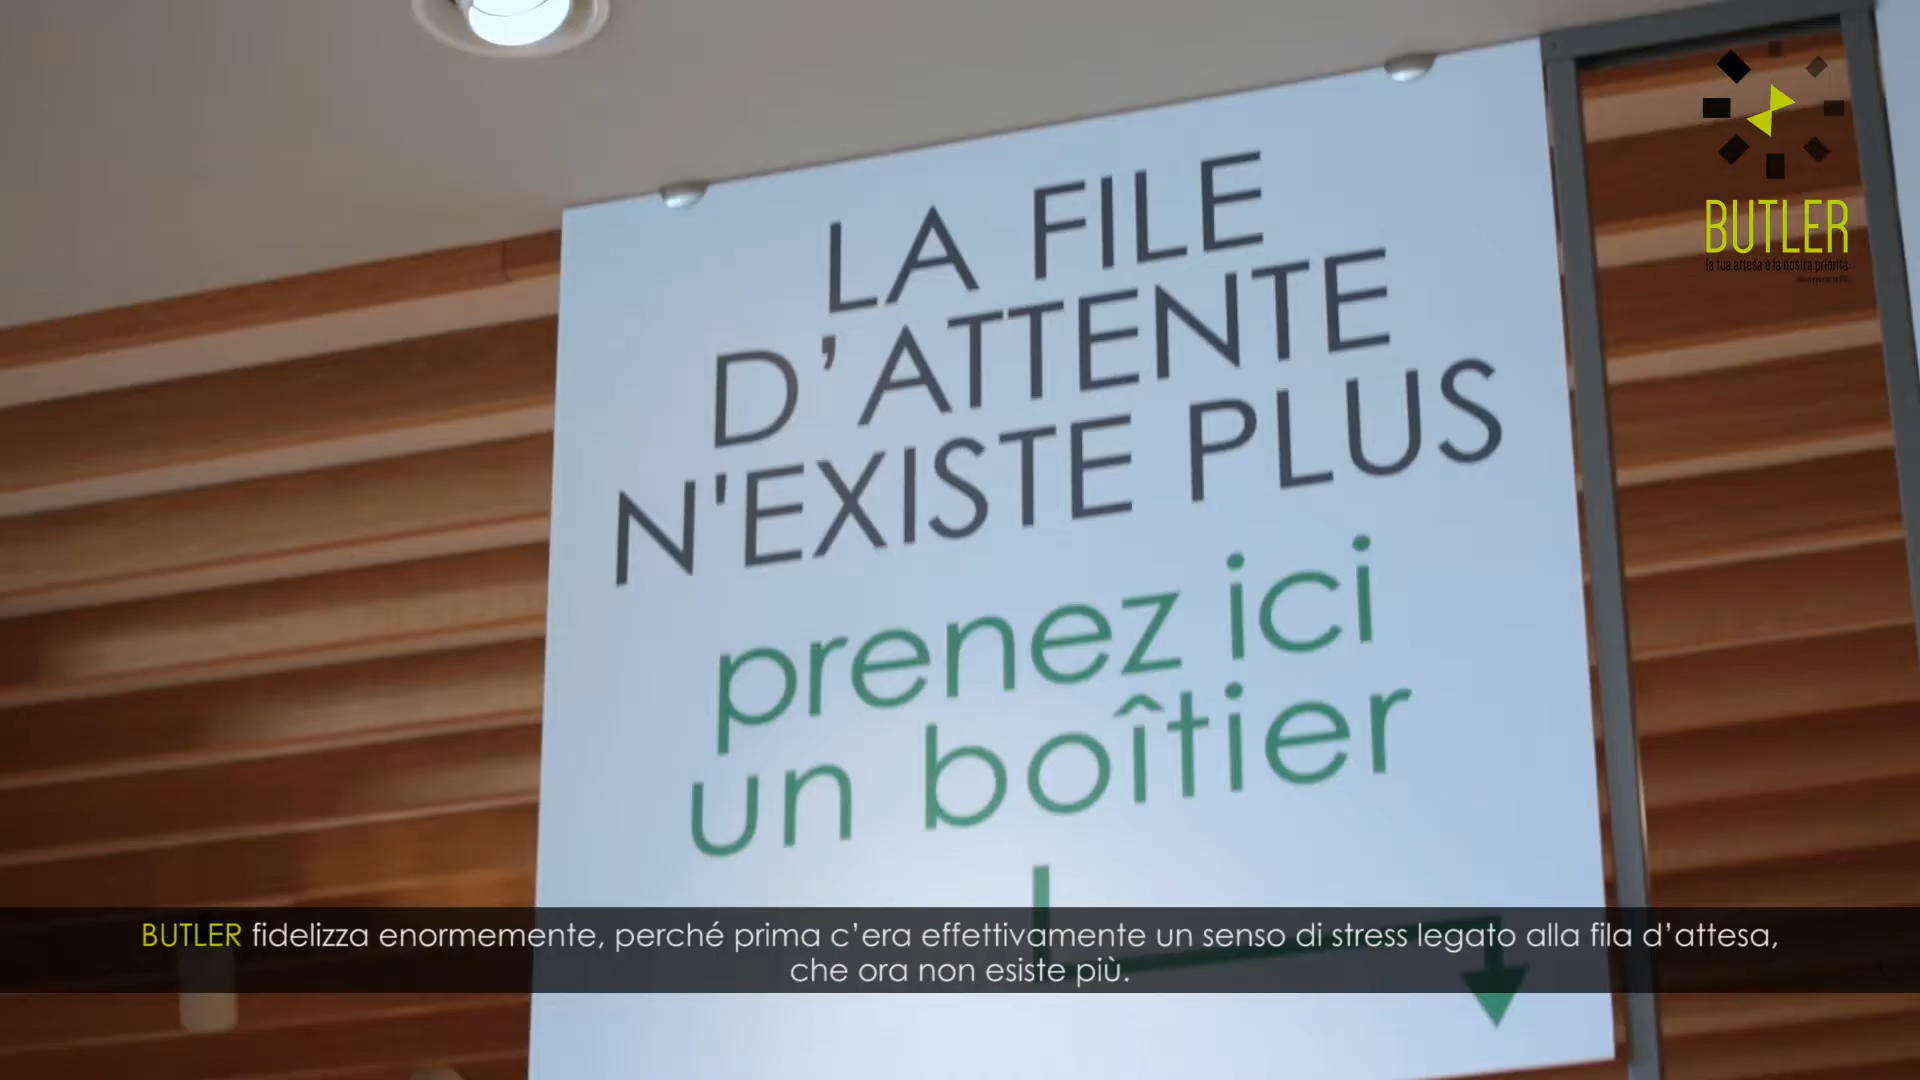 LA FILE
D'ATTENTE
N'EXISTE PLUS
prenez ici
un boîtier
BUTLER
la tua attesa è la nostra priorità
BUTLER fidelizza enormemente, perché prima c'era effettivamente un senso di stress legato alla fila d'attesa,
che ora non esiste più.